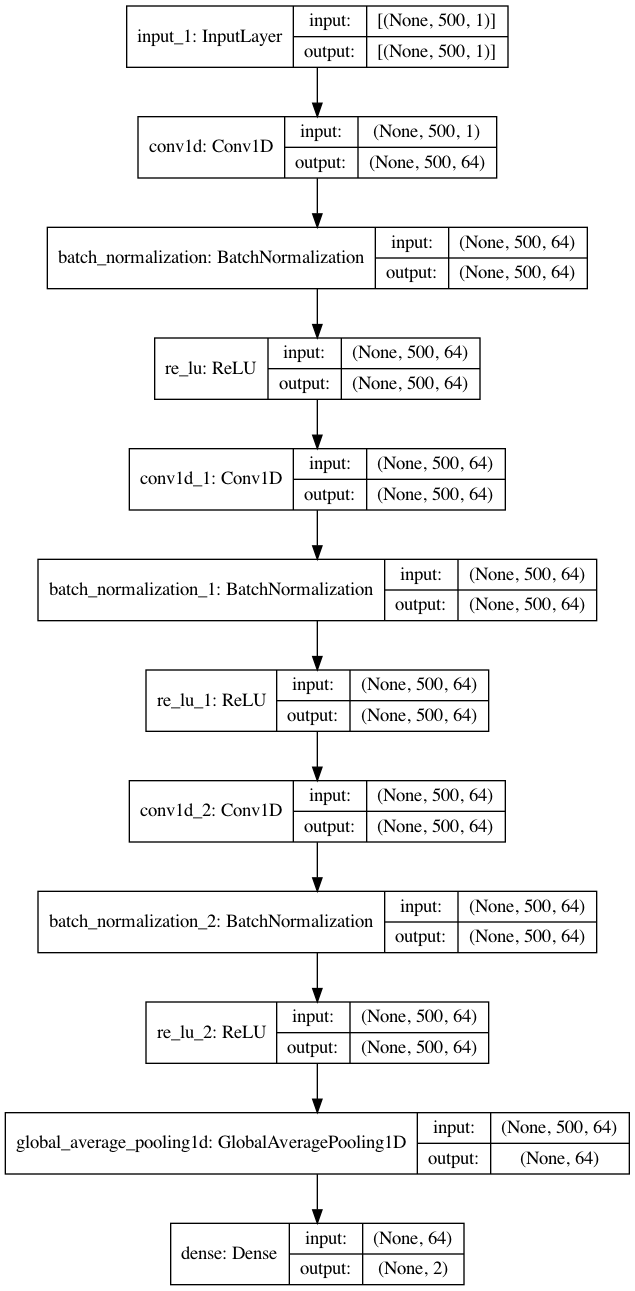 input_1: InputLayer
input: [(None, 500, 1)]
output: [(None, 500, 1)]
conv1d: Conv1D
input: (None, 500, 1)
output: (None, 500, 64)
batch_normalization: BatchNormalization
input: (None, 500, 64)
output: (None, 500, 64)
re_lu: ReLU
input: (None, 500, 64)
output: (None, 500, 64)
conv1d_1: Conv1D
input: (None, 500, 64)
output: (None, 500, 64)
batch_normalization_1: BatchNormalization
input: (None, 500, 64)
output: (None, 500, 64)
re_lu_1: ReLU
input: (None, 500, 64)
output: (None, 500, 64)
conv1d_2: Conv1D
input: (None, 500, 64)
output: (None, 500, 64)
batch_normalization_2: BatchNormalization
input: (None, 500, 64)
output: (None, 500, 64)
re_lu_2: ReLU
input: (None, 500, 64)
output: (None, 500, 64)
global_average_pooling1d: GlobalAveragePooling1D
input: (None, 500, 64)
output: (None, 64)
dense: Dense
input: (None, 64)
output: (None, 2)